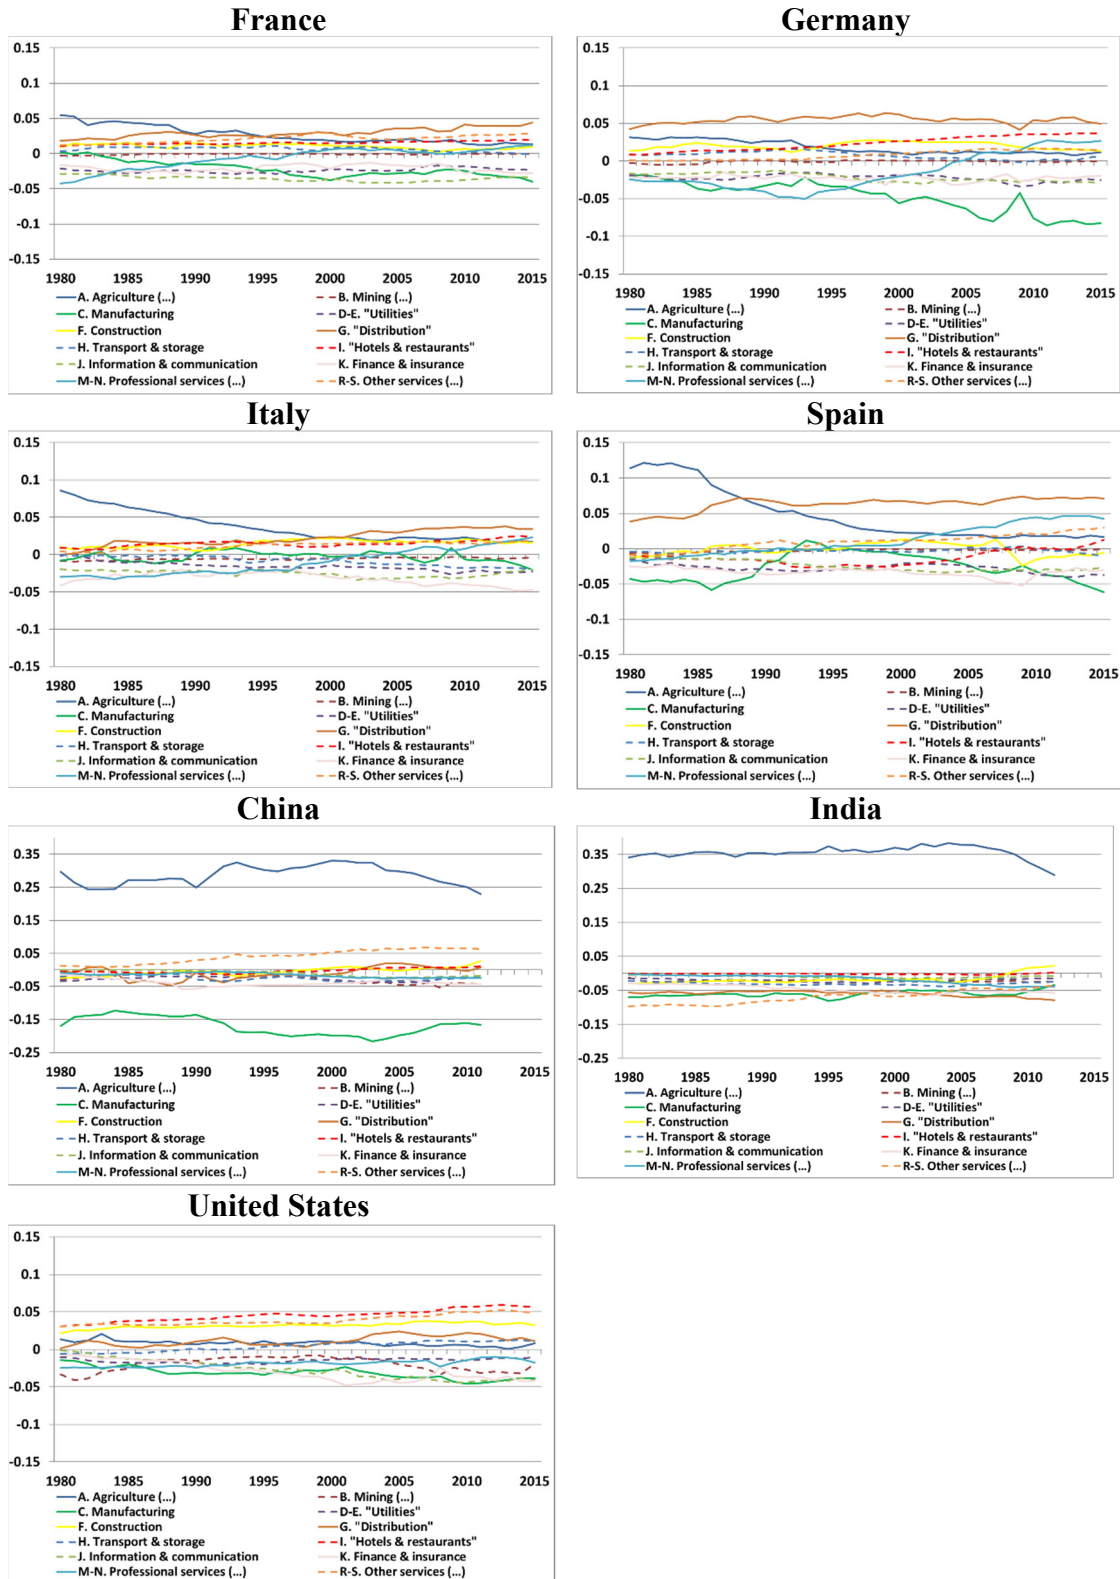 France
0.15
0.1
0.05
0
-0.05
-0.1
-0.15
1980 1985 1990 1995 2000 2005 2010 2015
A. Agriculture (...) B. Mining (...)
C. Manufacturing D-E. "Utilities"
F. Construction G. "Distribution"
H. Transport & storage I. "Hotels & restaurants"
J. Information & communication K. Finance & insurance
M-N. Professional services (...) R-S. Other services (...)
Germany
0.15
0.1
0.05
0
-0.05
-0.1
-0.15
1980 1985 1990 1995 2000 2005 2010 2015
A. Agriculture (...) B. Mining (...)
C. Manufacturing D-E. "Utilities"
F. Construction G. "Distribution"
H. Transport & storage I. "Hotels & restaurants"
J. Information & communication K. Finance & insurance
M-N. Professional services (...) R-S. Other services (...)
Italy
0.15
0.1
0.05
0
-0.05
-0.1
-0.15
1980 1985 1990 1995 2000 2005 2010 2015
A. Agriculture (...) B. Mining (...)
C. Manufacturing D-E. "Utilities"
F. Construction G. "Distribution"
H. Transport & storage I. "Hotels & restaurants"
J. Information & communication K. Finance & insurance
M-N. Professional services (...) R-S. Other services (...)
Spain
0.15
0.1
0.05
0
-0.05
-0.1
-0.15
1980 1985 1990 1995 2000 2005 2010 2015
A. Agriculture (...) B. Mining (...)
C. Manufacturing D-E. "Utilities"
F. Construction G. "Distribution"
H. Transport & storage I. "Hotels & restaurants"
J. Information & communication K. Finance & insurance
M-N. Professional services (...) R-S. Other services (...)
China
0.35
0.25
0.15
0.05
-0.05
-0.15
-0.25
1980 1985 1990 1995 2000 2005 2010 2015
A. Agriculture (...) B. Mining (...)
C. Manufacturing D-E. "Utilities"
F. Construction G. "Distribution"
H. Transport & storage I. "Hotels & restaurants"
J. Information & communication K. Finance & insurance
M-N. Professional services (...) R-S. Other services (...)
India
0.35
0.25
0.15
0.05
-0.05
-0.15
-0.25
1980 1985 1990 1995 2000 2005 2010 2015
A. Agriculture (...) B. Mining (...)
C. Manufacturing D-E. "Utilities"
F. Construction G. "Distribution"
H. Transport & storage I. "Hotels & restaurants"
J. Information & communication K. Finance & insurance
M-N. Professional services (...) R-S. Other services (...)
United States
0.15
0.1
0.05
0
-0.05
-0.1
-0.15
1980 1985 1990 1995 2000 2005 2010 2015
A. Agriculture (...) B. Mining (...)
C. Manufacturing D-E. "Utilities"
F. Construction G. "Distribution"
H. Transport & storage I. "Hotels & restaurants"
J. Information & communication K. Finance & insurance
M-N. Professional services (...) R-S. Other services (...)